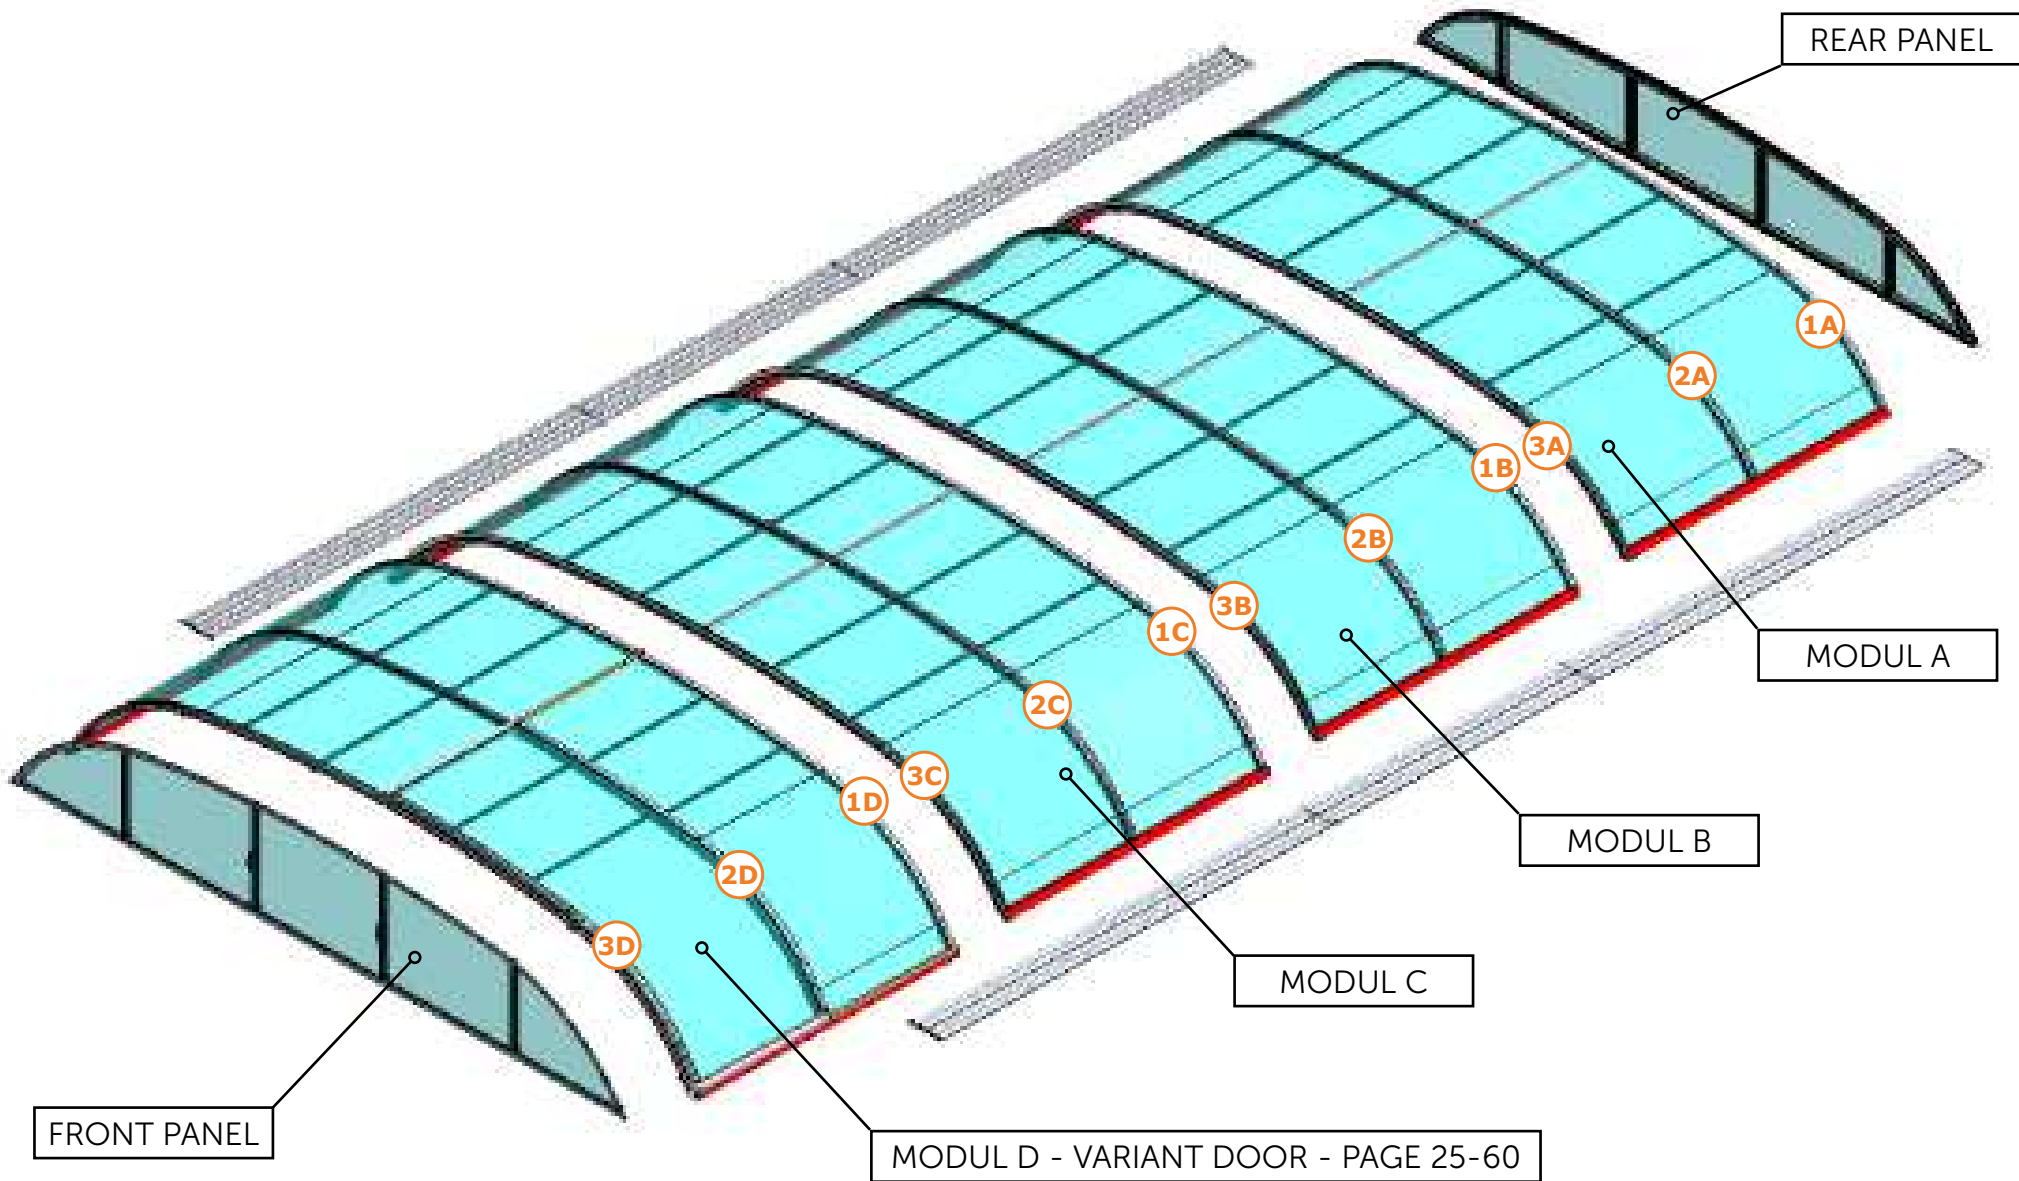 REAR PANEL
1A
2A
3A
1B
2B
3B
1C
MODUL A
2C
3C
1D
MODUL B
2D
3D
MODUL C
FRONT PANEL
MODUL D - VARIANT DOOR - PAGE 25-60